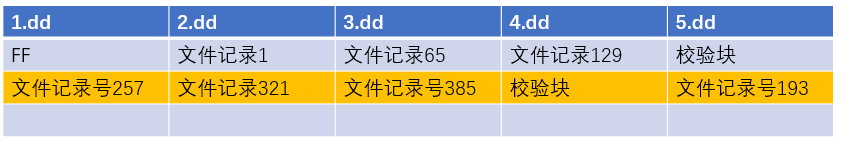 1.dd 2.dd 3.dd 4.dd 5.dd
FF 文件记录1 文件记录65 文件记录129 校验块
文件记录号257 文件记录321 文件记录号385 校验块 文件记录号193